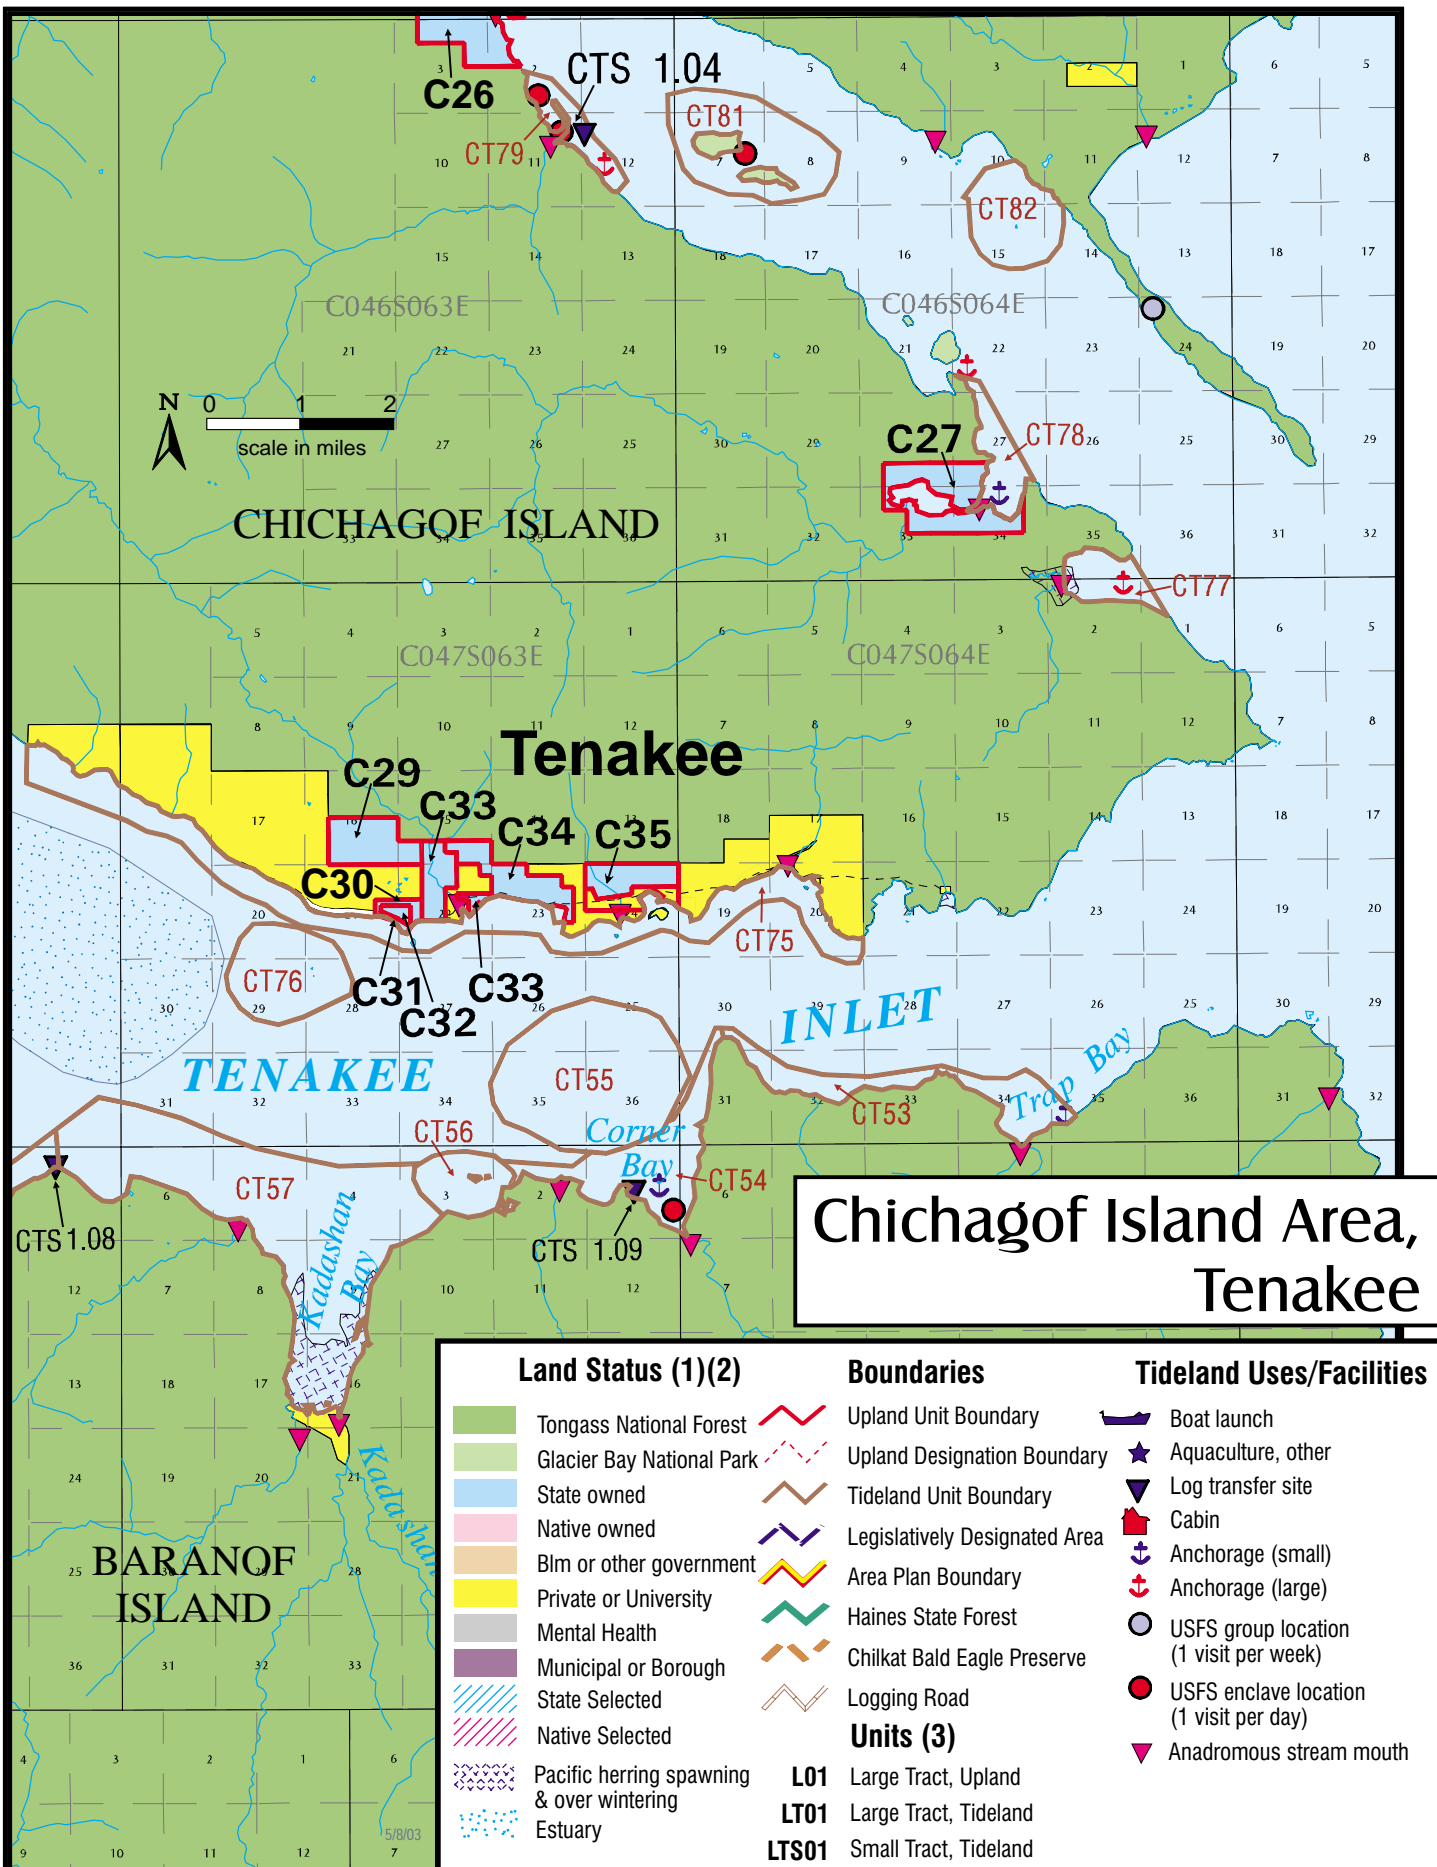 C26
CTS 1.04
CT79
CT81
CT82
C046S063E
C046S064E
N
0 1 2
scale in miles
C27
CT78
CHICHAGOF ISLAND
CT77
C047S063E
C047S064E
Tenakee
C29
C33
C34
C35
C30
CT75
CT76
C31
C33
C32
INLET
TENAKEE
CT55
Trap Bay
CT53
CT56
Corner
Bay
CT54
CT57
CTS 1.08
Kadashan
Bay
CTS 1.09
Chichagof Island Area,
Tenakee
Kadashan
BARANOF
ISLAND
5/8/03
Land Status (1)(2)
Tongass National Forest
Glacier Bay National Park
State owned
Native owned
Blm or other government
Private or University
Mental Health
Municipal or Borough
State Selected
Native Selected
Pacific herring spawning
& over wintering
Estuary
Boundaries
Upland Unit Boundary
Upland Designation Boundary
Tideland Unit Boundary
Legislatively Designated Area
Area Plan Boundary
Haines State Forest
Chilkat Bald Eagle Preserve
Logging Road
Units (3)
L01 Large Tract, Upland
LT01 Large Tract, Tideland
LTS01 Small Tract, Tideland
Tideland Uses/Facilities
Boat launch
Aquaculture, other
Log transfer site
Cabin
Anchorage (small)
Anchorage (large)
USFS group location
(1 visit per week)
USFS enclave location
(1 visit per day)
Anadromous stream mouth